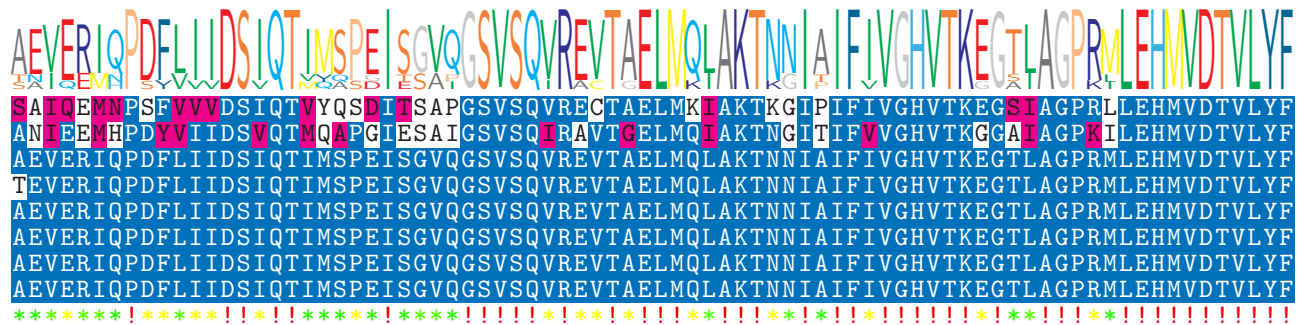 AEVERIQPDFLIIDSIQTIMSPEISGVQGSVSQVREVTAELMQLAKTNNIAIFIVGHVTKEGTLAGPRMLEHMVDTVLYF
SAIQEMNPSFVVVDSIQTVYQSDITSAPGSVSQVRECTAELMKIAKTKGIPIFIVGHVTKEGSIAGPRLLEHMVDTVLYF
ANIEEMHPDYVIIDSVQTMQAPGIESAIGSVSQIRAVTGELMQIAKTNGITIFVVGHVTKGGAIAGPKILEHMVDTVLYF
AEVERIQPDFLIIDSIQTIMSPEISGVQGSVSQVREVTAELMQLAKTNNIAIFIVGHVTKEGTLAGPRMLEHMVDTVLYF
TEVERIQPDFLIIDSIQTIMSPEISGVQGSVSQVREVTAELMQLAKTNNIAIFIVGHVTKEGTLAGPRMLEHMVDTVLYF
AEVERIQPDFLIIDSIQTIMSPEISGVQGSVSQVREVTAELMQLAKTNNIAIFIVGHVTKEGTLAGPRMLEHMVDTVLYF
AEVERIQPDFLIIDSIQTIMSPEISGVQGSVSQVREVTAELMQLAKTNNIAIFIVGHVTKEGTLAGPRMLEHMVDTVLYF
AEVERIQPDFLIIDSIQTIMSPEISGVQGSVSQVREVTAELMQLAKTNNIAIFIVGHVTKEGTLAGPRMLEHMVDTVLYF
AEVERIQPDFLIIDSIQTIMSPEISGVQGSVSQVREVTAELMQLAKTNNIAIFIVGHVTKEGTLAGPRMLEHMVDTVLYF
*******!*****!!*!!*****!****!!!!!*!**!*!!!**!!!**!*!!*!!!!!!*!**!!!**!!!!!!!!!!!